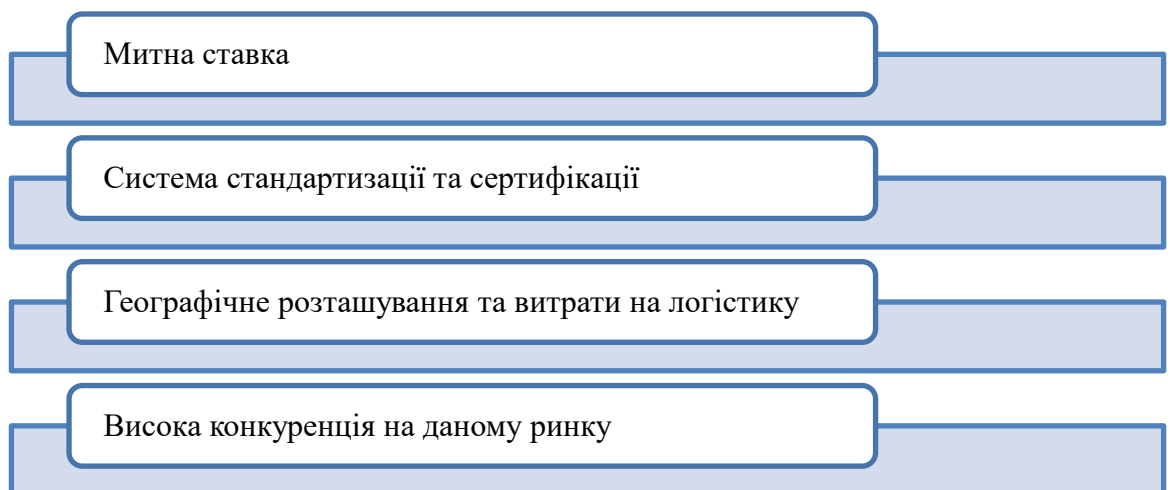 Митна ставка
Система стандартизації та сертифікації
Географічне розташування та витрати на логістику
Висока конкуренція на даному ринку